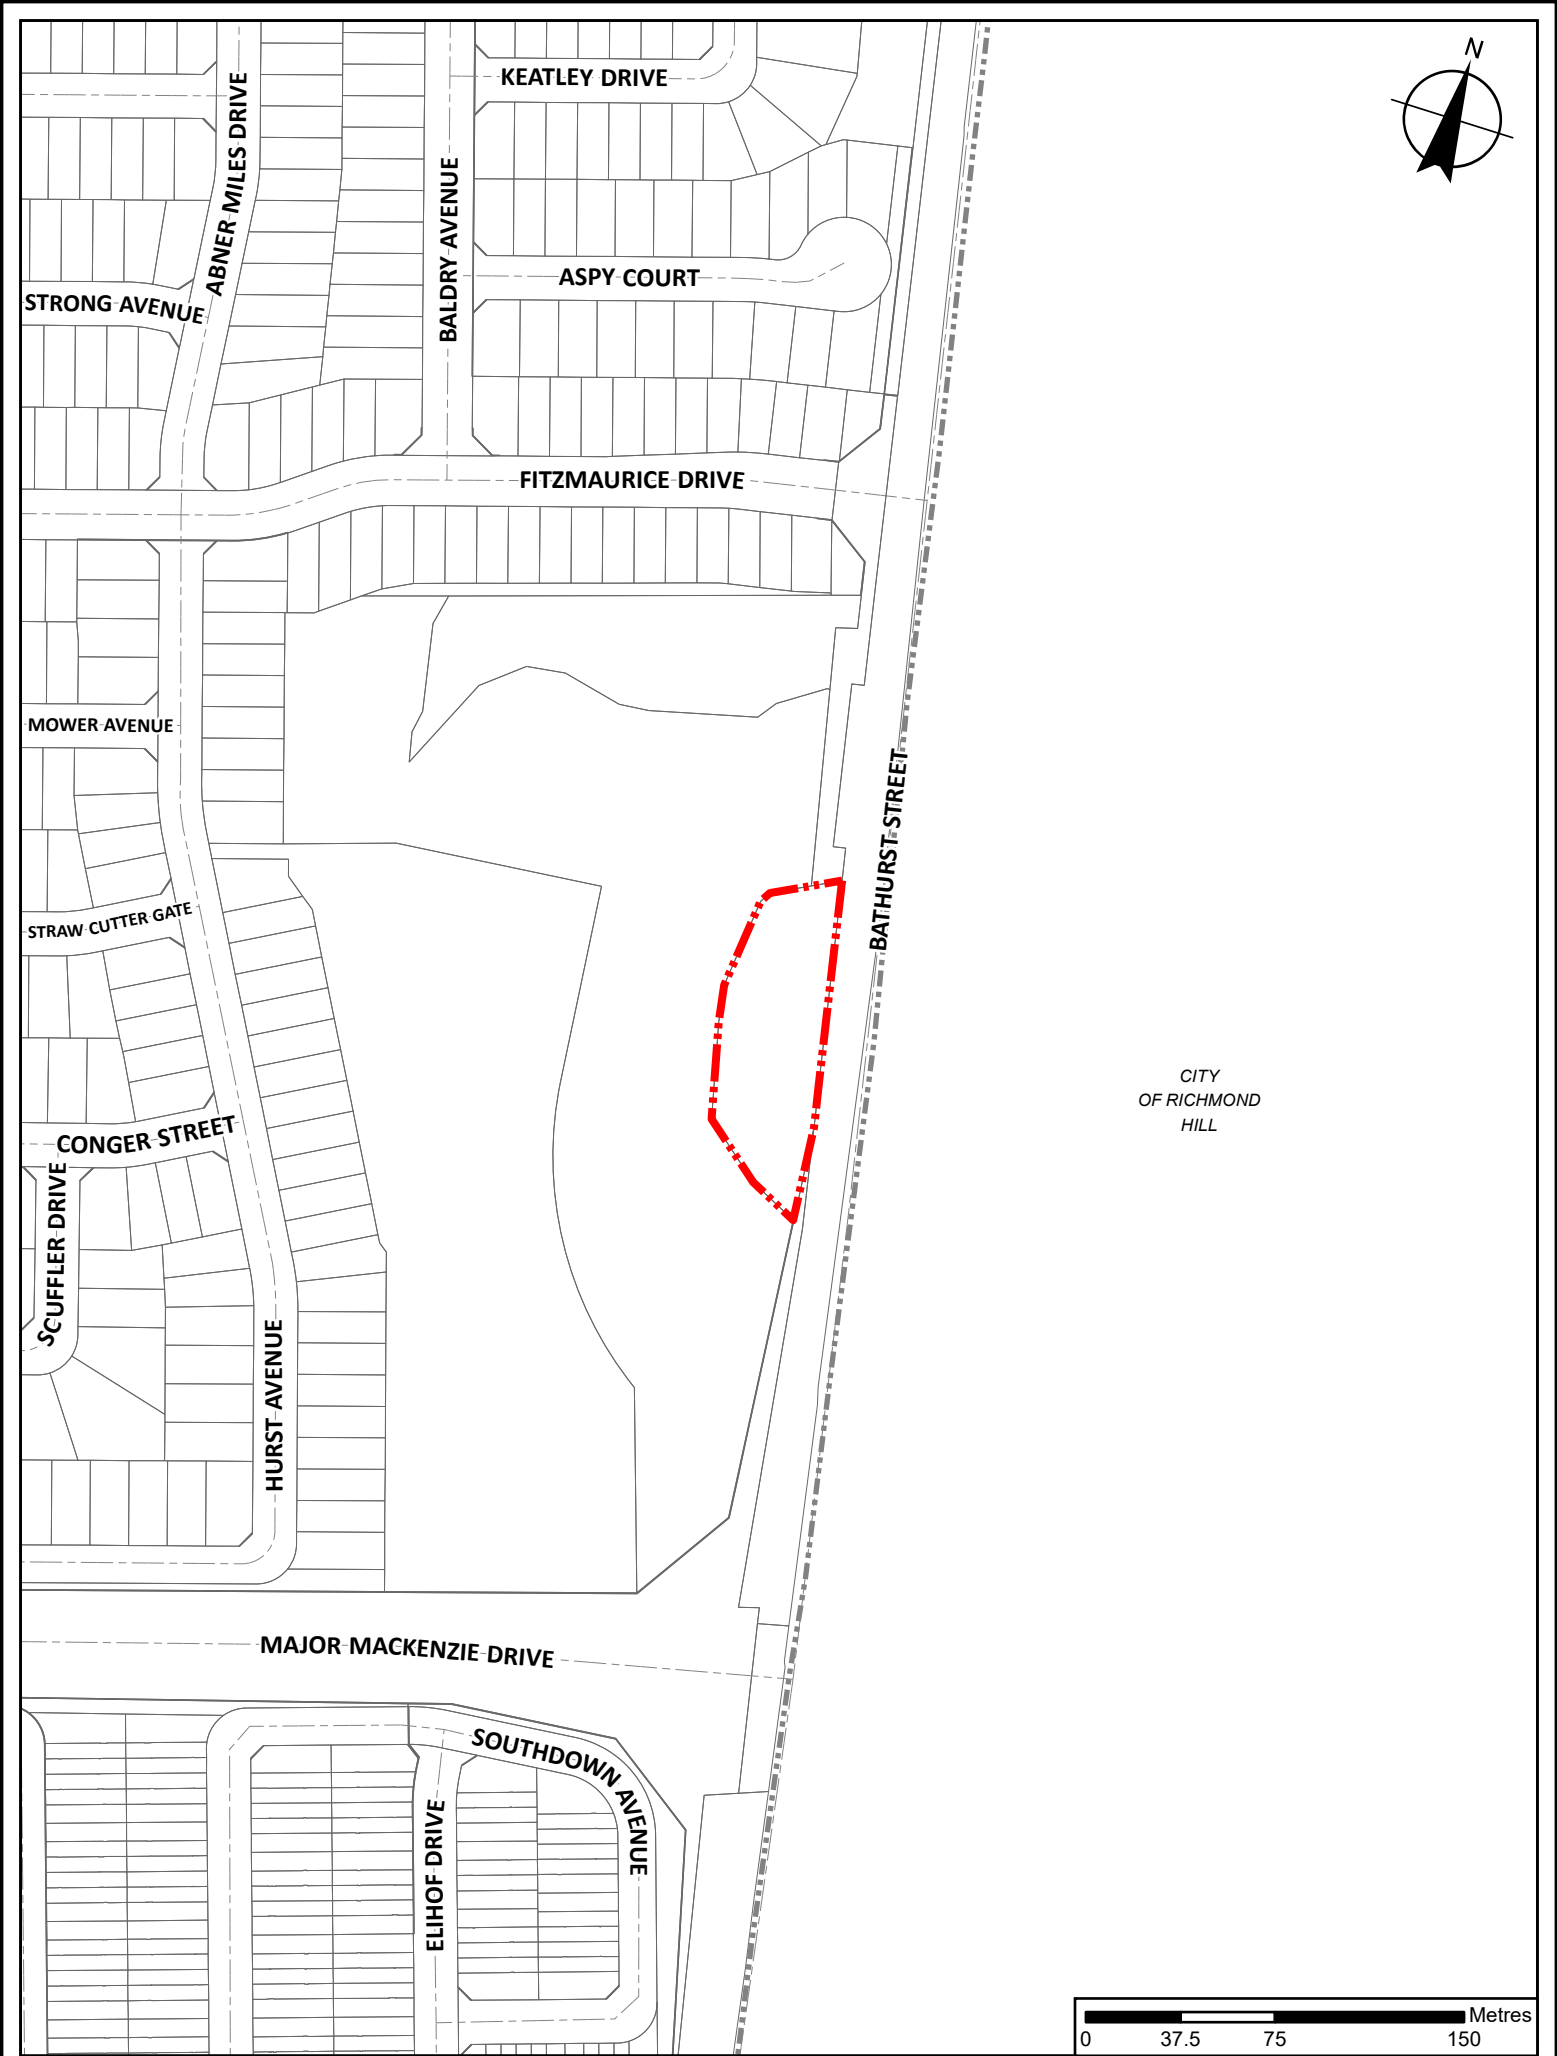 N
KEATLEY DRIVE
ABNER MILES DRIVE
BALDRY AVENUE
ASPY COURT
STRONG AVENUE
FITZMAURICE DRIVE
MOWER AVENUE
BATHURST STREET
STRAW CUTTER GATE
CITY
OF RICHMOND
HILL
CONGER STREET
SCUFFLER DRIVE
HURST AVENUE
MAJOR MACKENZIE DRIVE
SOUTHDOWN AVENUE
ELIHOF DRIVE
Metres
0 37.5 75 150